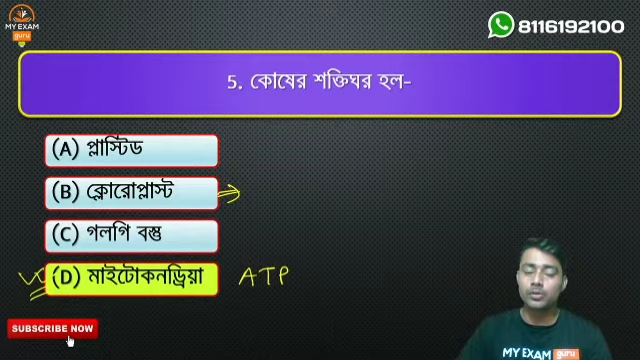 MY EXAM
guru
8116192100
5. কোষের শক্তিঘর হল-
(A) প্লাস্টিড
(B) ক্লোরোপ্লাস্ট
(C) গলগি বস্তু
(D) মাইটোকনড্রিয়া
ATP
SUBSCRIBE NOW
MY EXAM guru